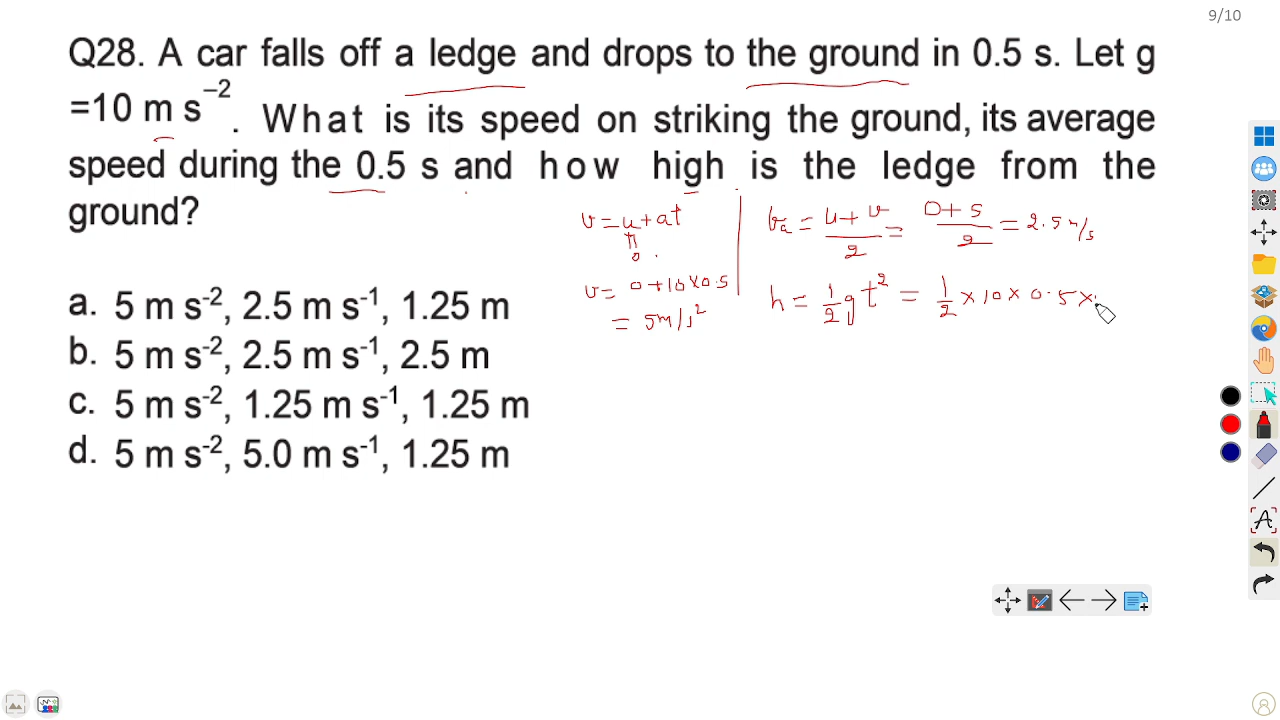 9/10
Q28. A car falls off a ledge and drops to the ground in 0.5 s. Let g
=10 m s⁻². What is its speed on striking the ground, its average
speed during the 0.5 s and how high is the ledge from the
ground?
v = u + at
0
v = 0 + 10 × 0.5
= 5m/s²
Va = u + v / 2 = 0 + 5 / 2 = 2.5 m/s
h = 1/2 gt² = 1/2 × 10 × 0.5 ×
a. 5 m s⁻², 2.5 m s⁻¹, 1.25 m
b. 5 m s⁻², 2.5 m s⁻¹, 2.5 m
c. 5 m s⁻², 1.25 m s⁻¹, 1.25 m
d. 5 m s⁻², 5.0 m s⁻¹, 1.25 m
A